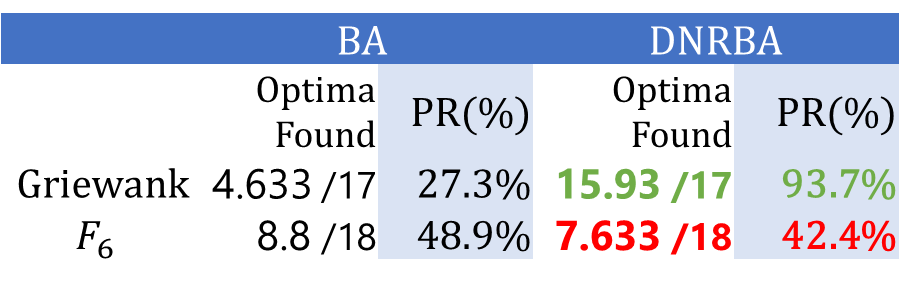 BA DNRBA
Optima Found PR(%) Optima Found PR(%)
Griewank 4.633 /17 27.3% 15.93 /17 93.7%
F₆ 8.8 /18 48.9% 7.633 /18 42.4%